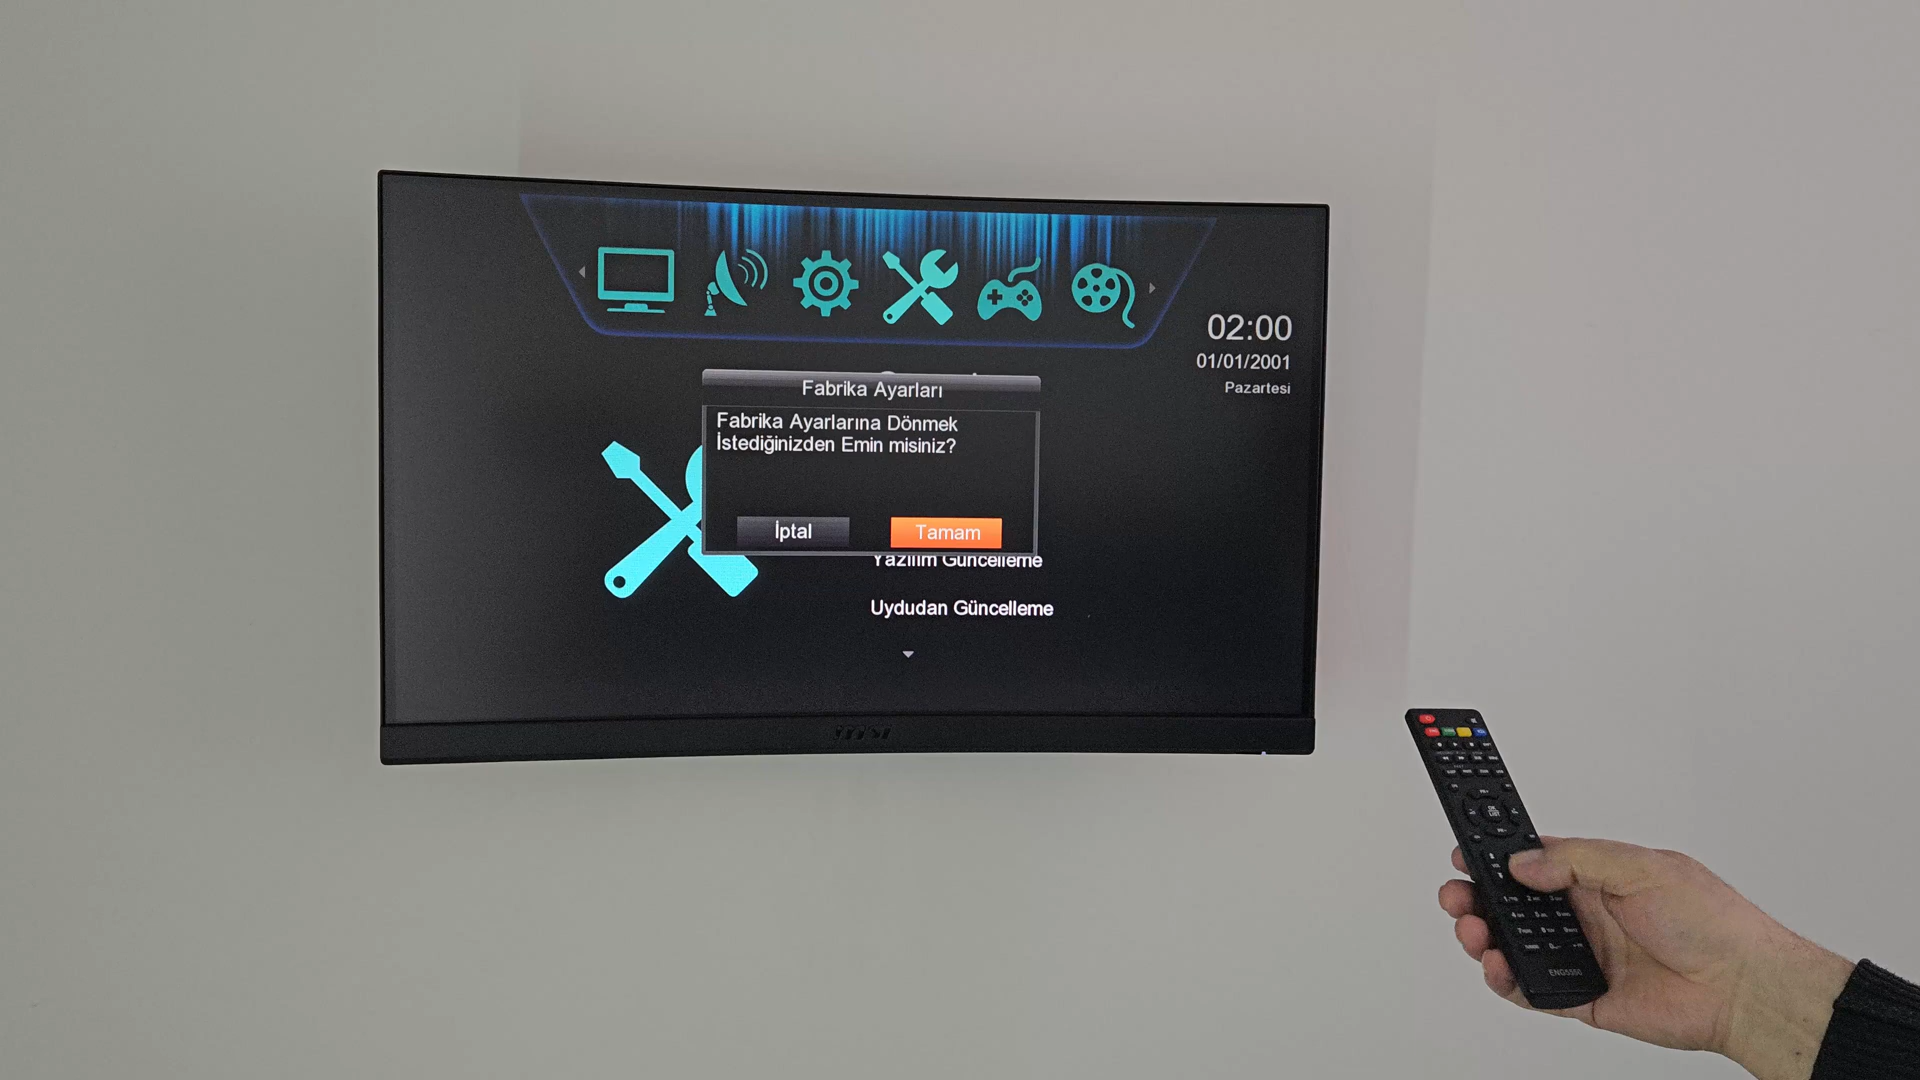 02:00
01/01/2001
Pazartesi
Fabrika Ayarları
Fabrika Ayarlarına Dönmek
İstediğinizden Emin misiniz?
İptal
Tamam
Yazılım Güncelleme
Uydudan Güncelleme
msi